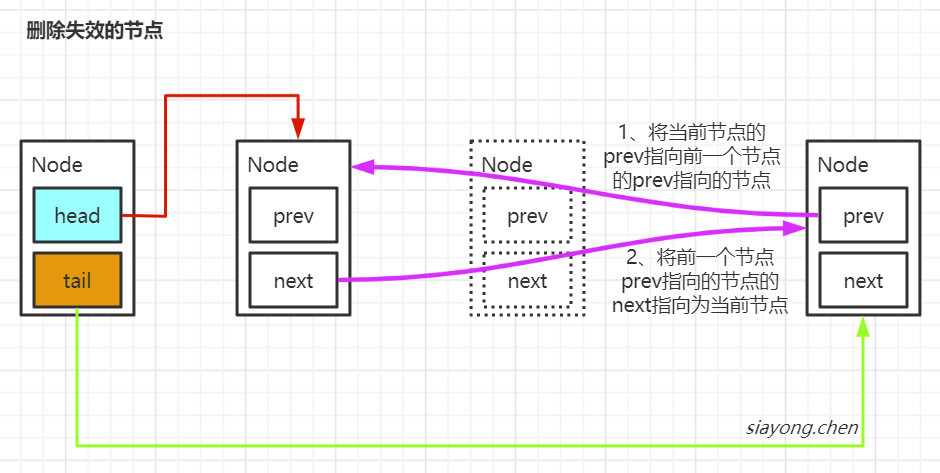 删除失效的节点
Node
head
tail
Node
prev
next
Node
prev
next
1、将当前节点的
prev指向前一个节点
的prev指向的节点
2、将前一个节点
prev指向的节点的
next指向为当前节点
Node
prev
next
siayong.chen